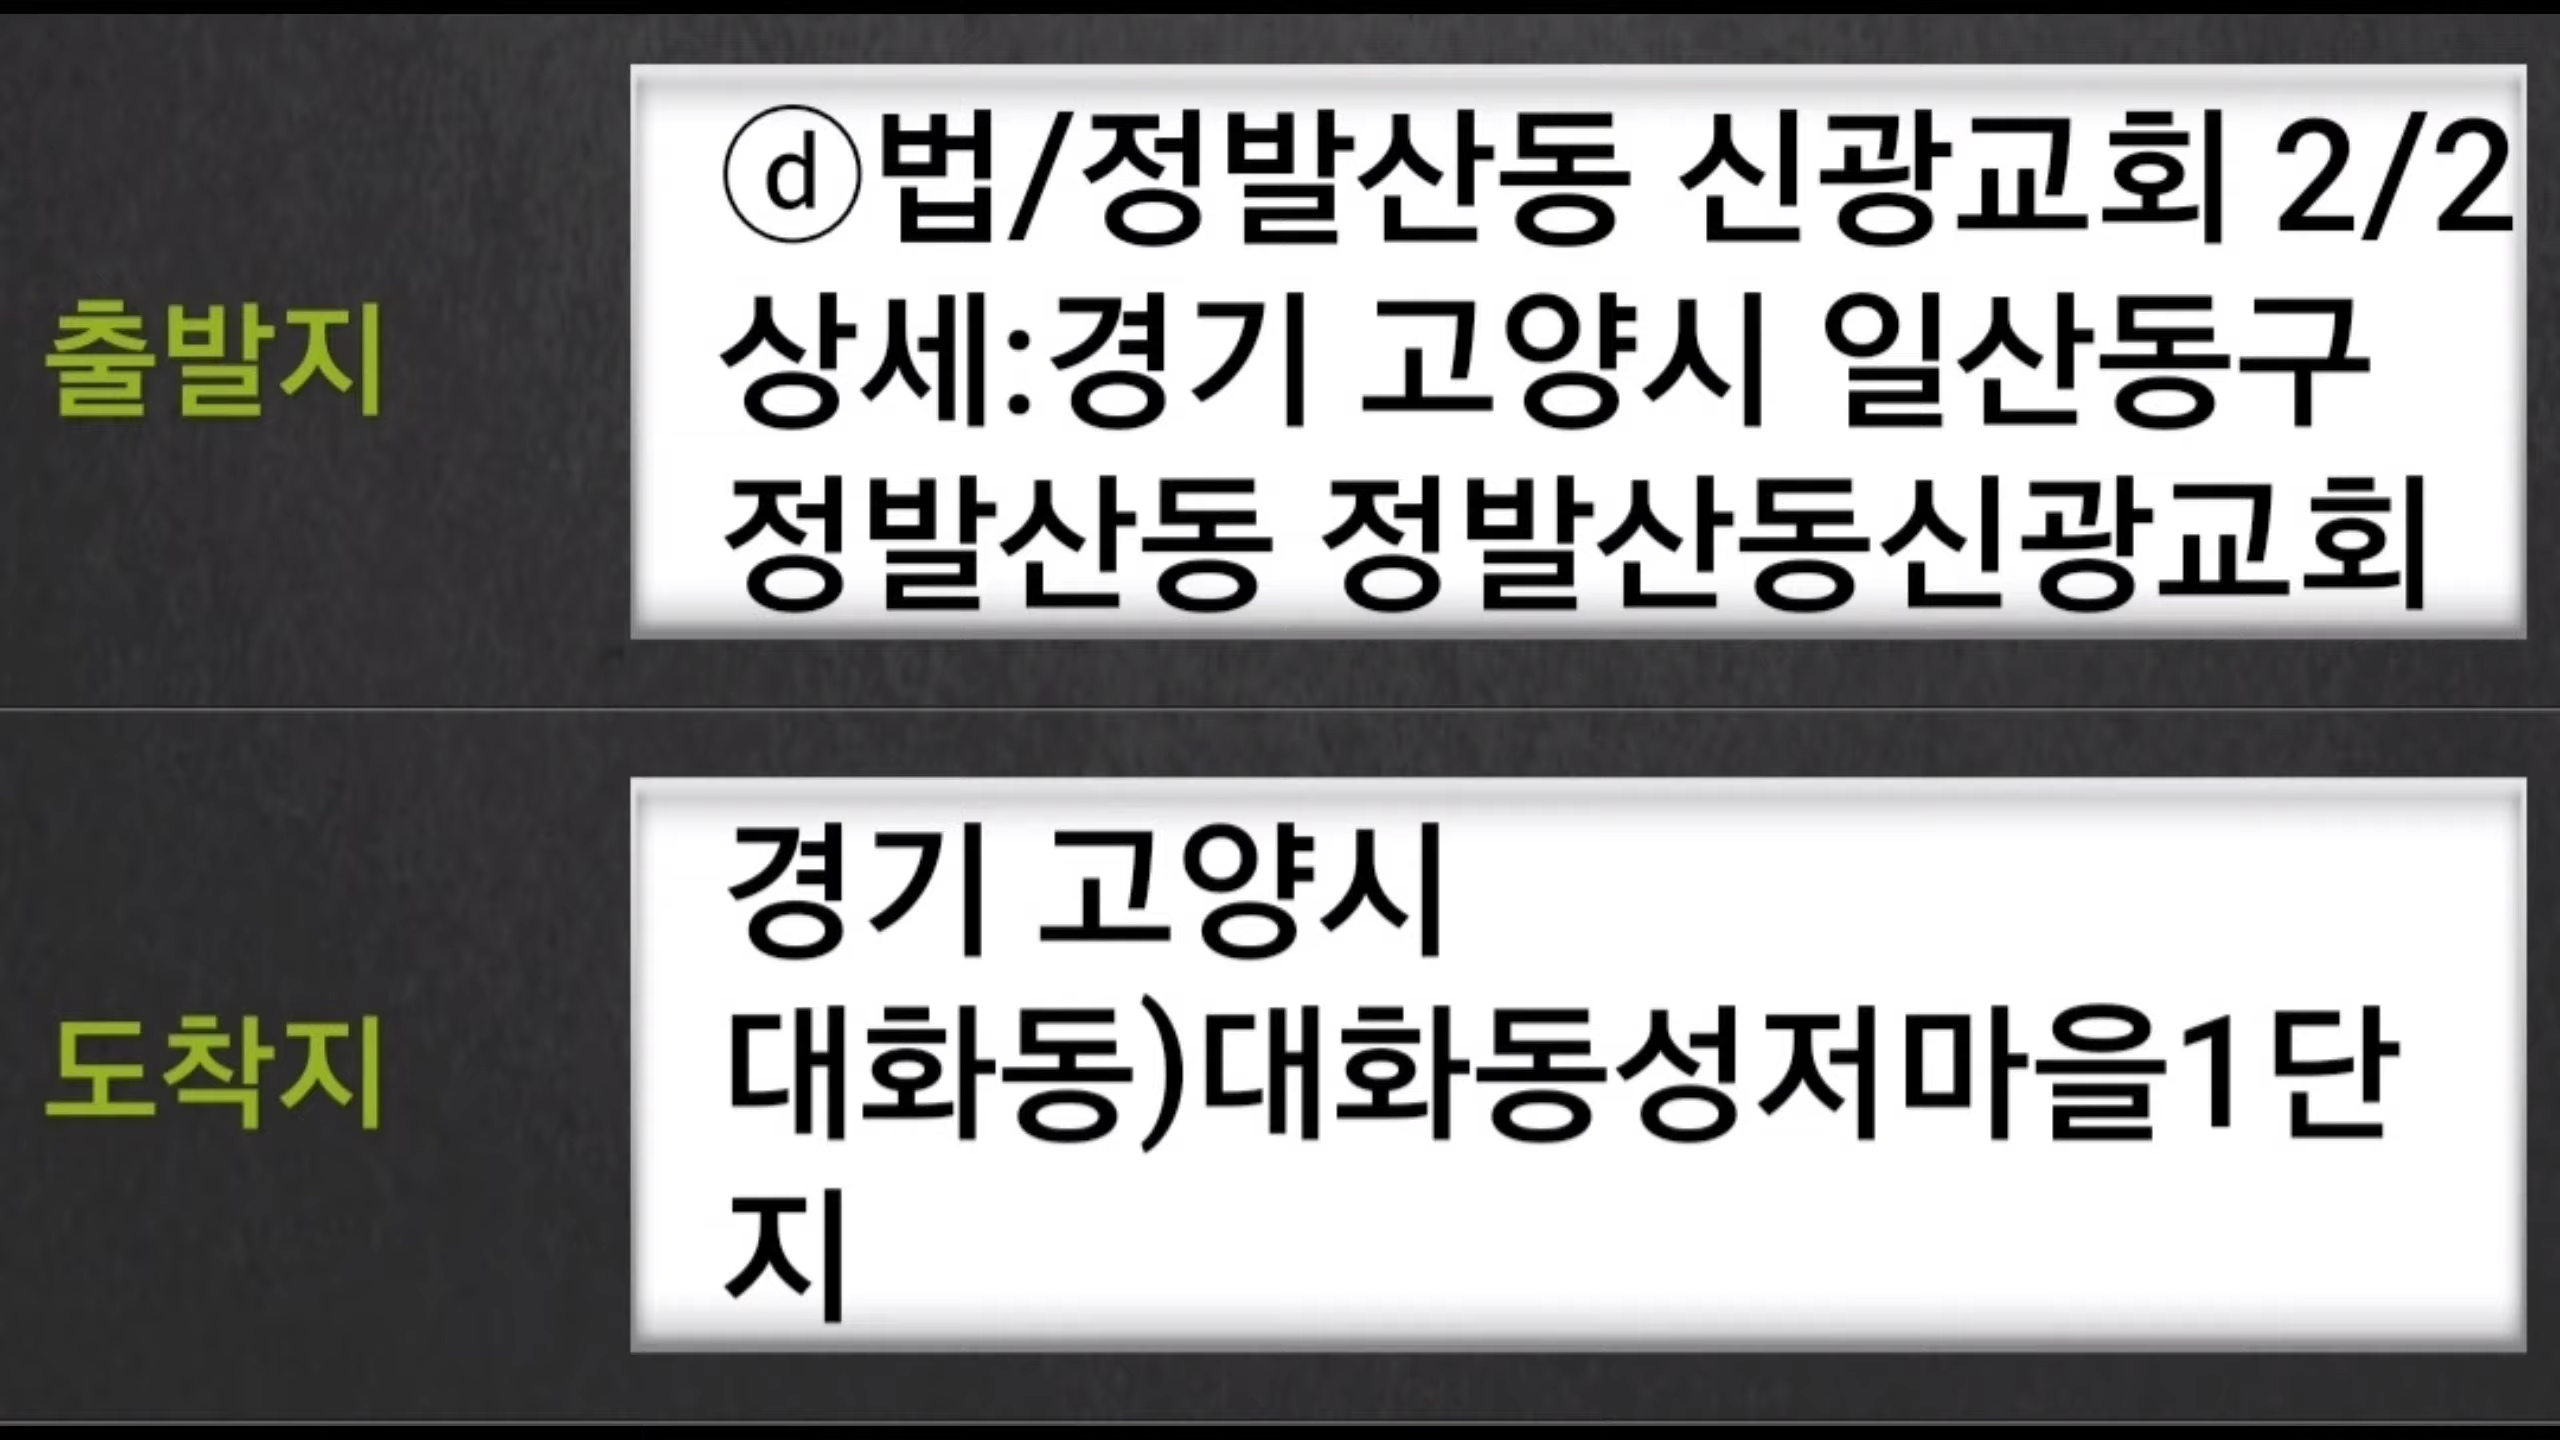 출발지
ⓓ법/정발산동 신광교회 2/2
상세:경기 고양시 일산동구
정발산동 정발산동신광교회
도착지
경기 고양시
대화동)대화동성저마을1단
지